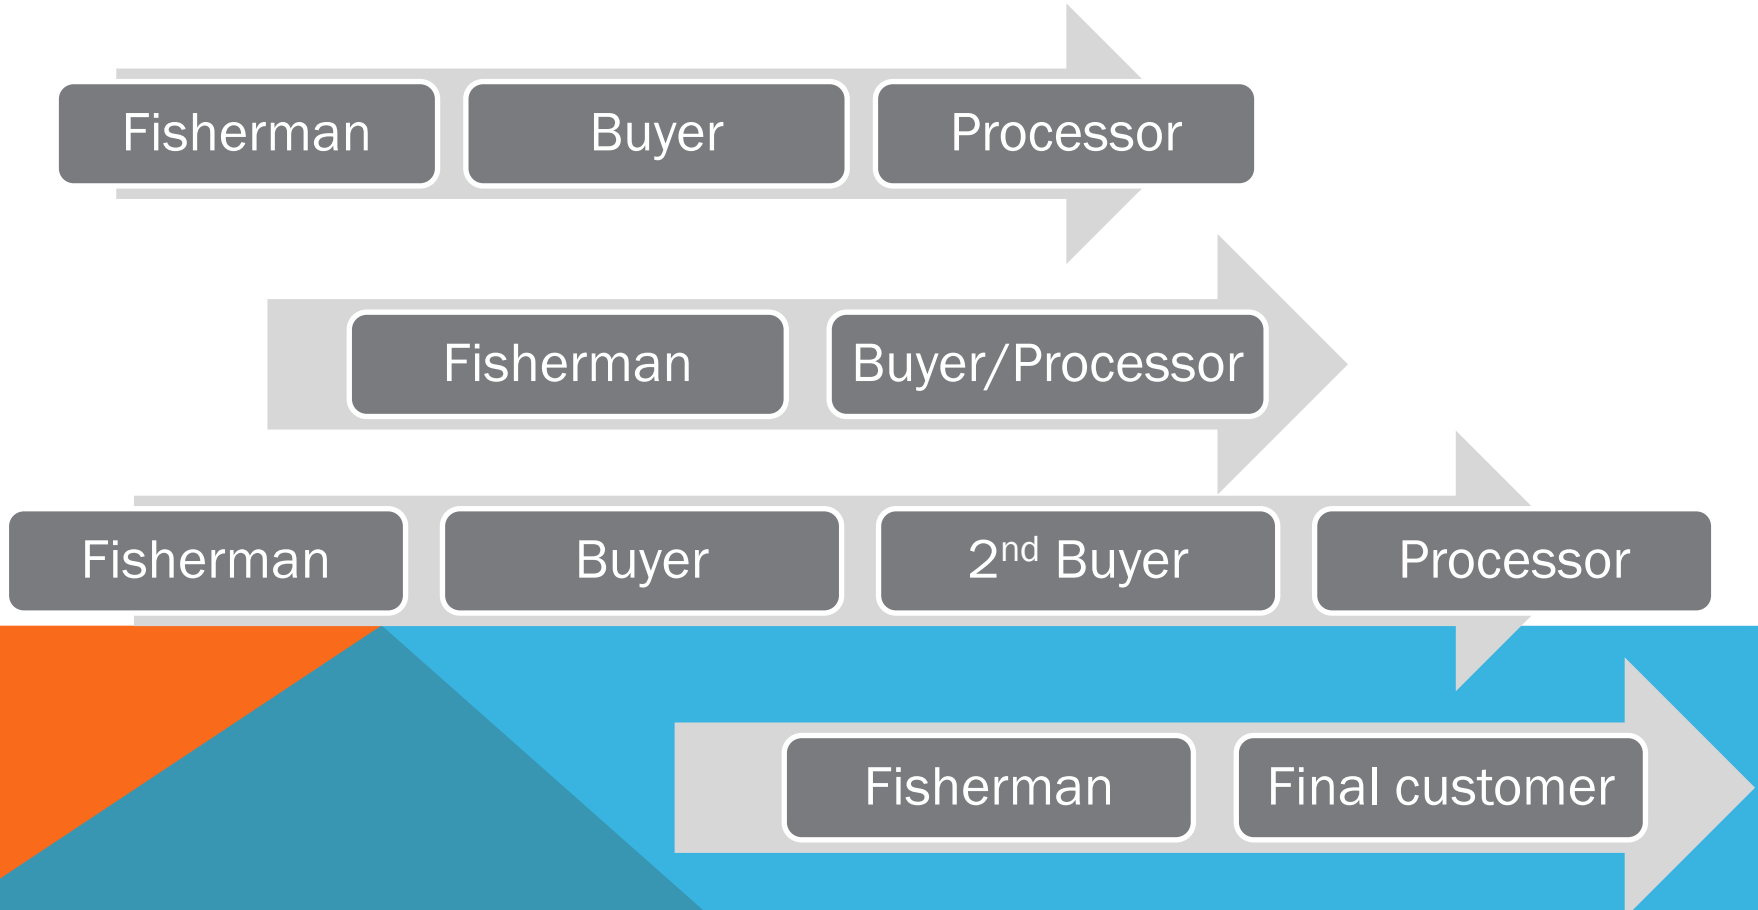 Fisherman Buyer Processor
Fisherman Buyer/Processor
Fisherman Buyer 2nd Buyer Processor
Fisherman Final customer